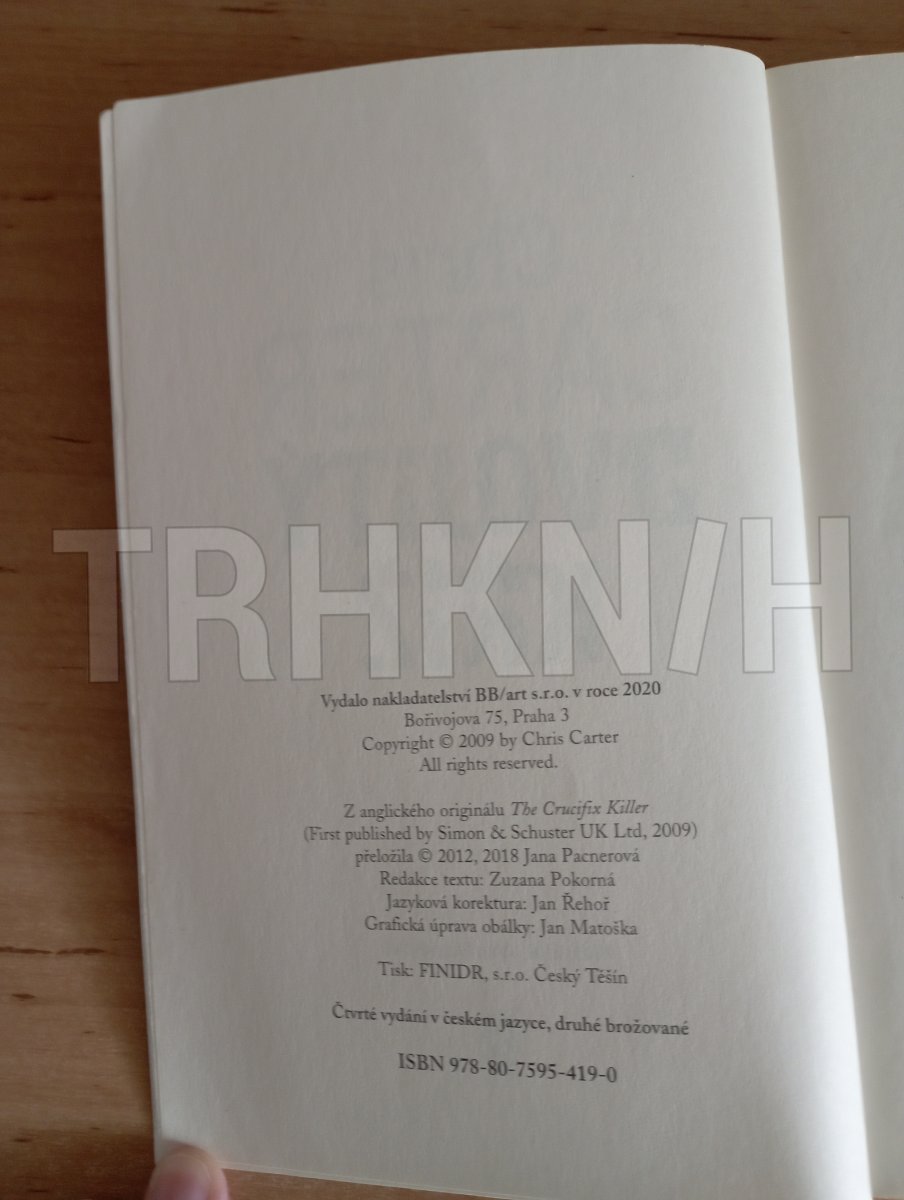 TRHKNIH
Vydalo nakladatelství BB/art s.r.o. v roce 2020
Bořivojova 75, Praha 3
Copyright © 2009 by Chris Carter
All rights reserved.
Z anglického originálu The Crucifix Killer
(First published by Simon & Schuster UK Ltd, 2009)
přeložila © 2012, 2018 Jana Pacnerová
Redakce textu: Zuzana Pokorná
Jazyková korektura: Jan Řehoř
Grafická úprava obálky: Jan Matoška
Tisk: FINIDR, s.r.o. Český Těšín
Čtvrté vydání v českém jazyce, druhé brožované
ISBN 978-80-7595-419-0